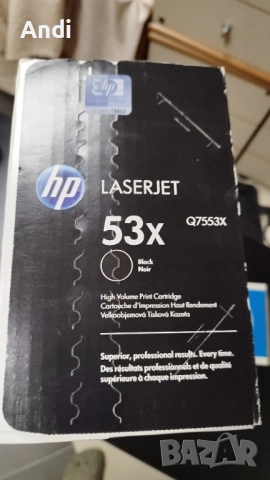 Andi
hp
hp
LASERJET
53x
Q7553X
Black
Noir
High Volume Print Cartridge
Cartouche d'Impression Haut Rendement
Velkoobjemová Tisková Kazeta
Superior, professional results. Every time.
Des résultats professionnels et de qualité
supérieure à chaque impression.
BAZAR